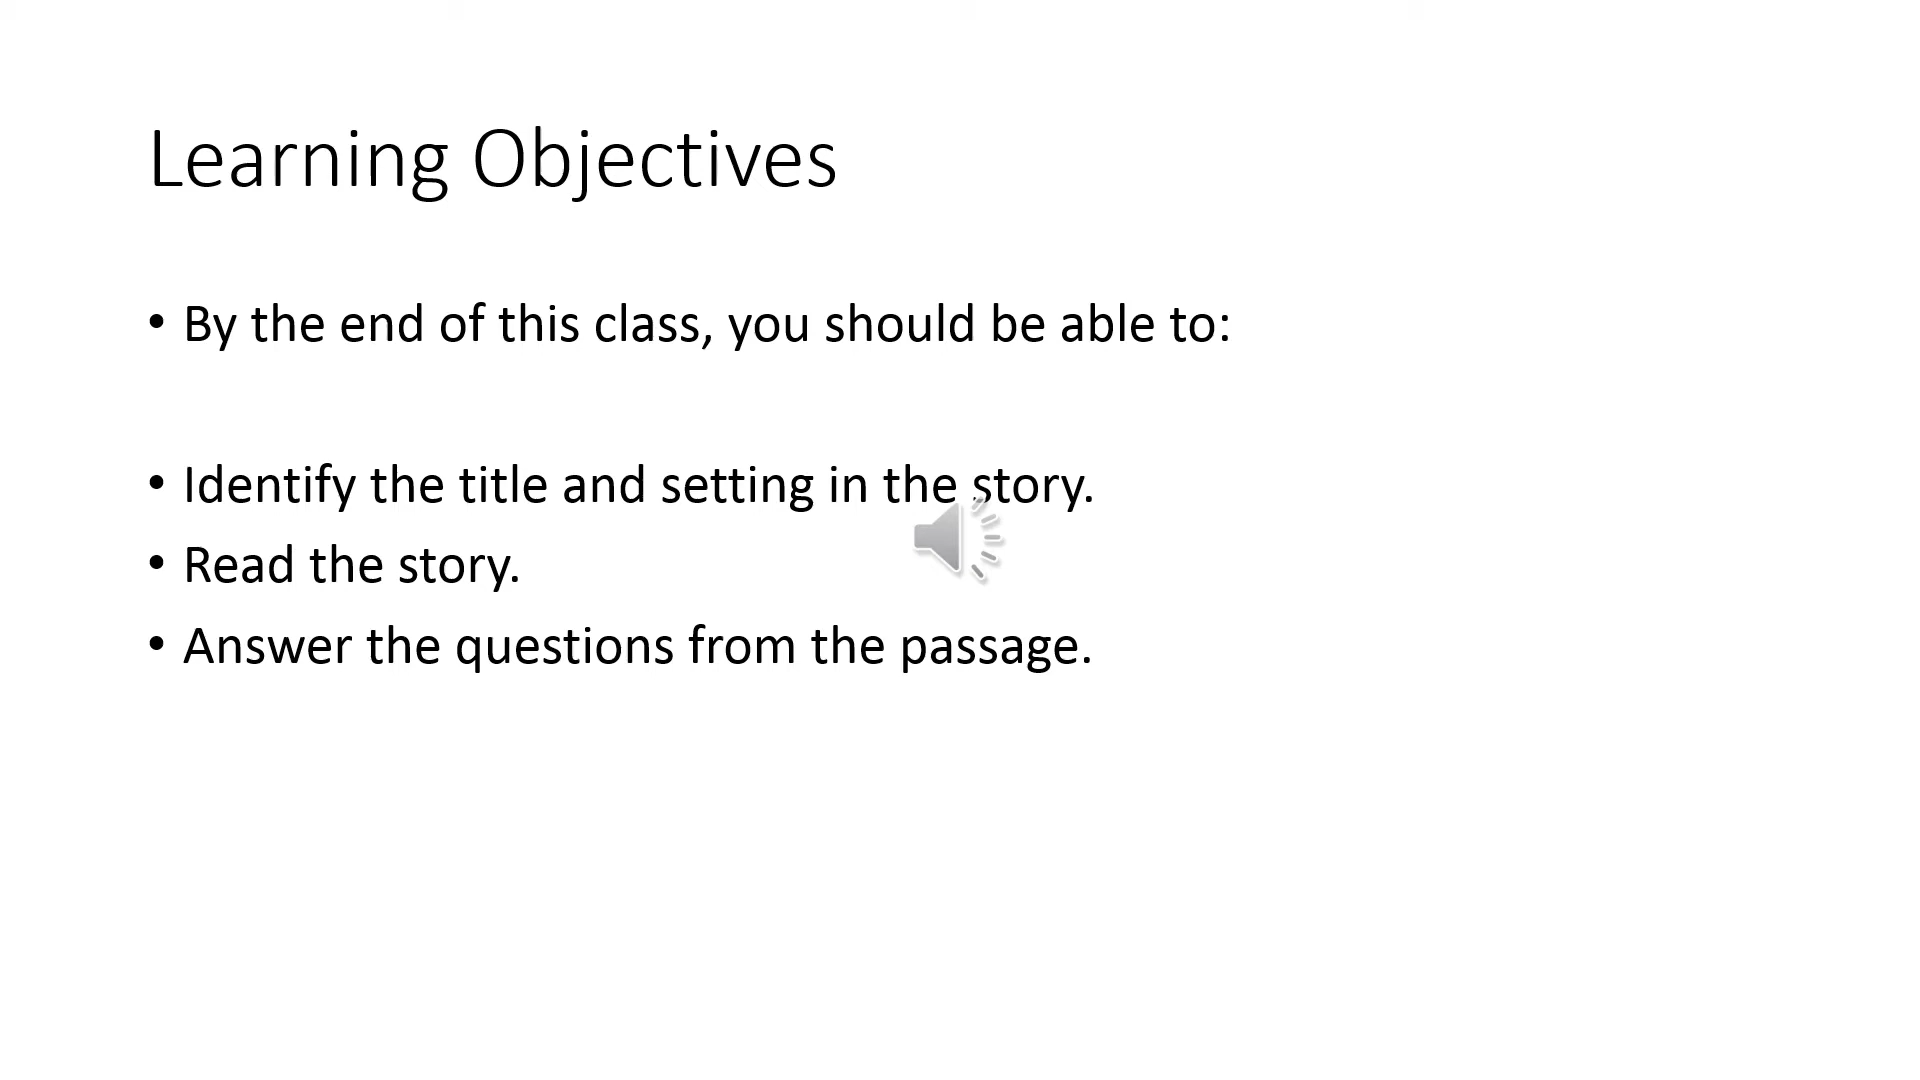 Learning Objectives
• By the end of this class, you should be able to:
• Identify the title and setting in the story.
• Read the story.
• Answer the questions from the passage.